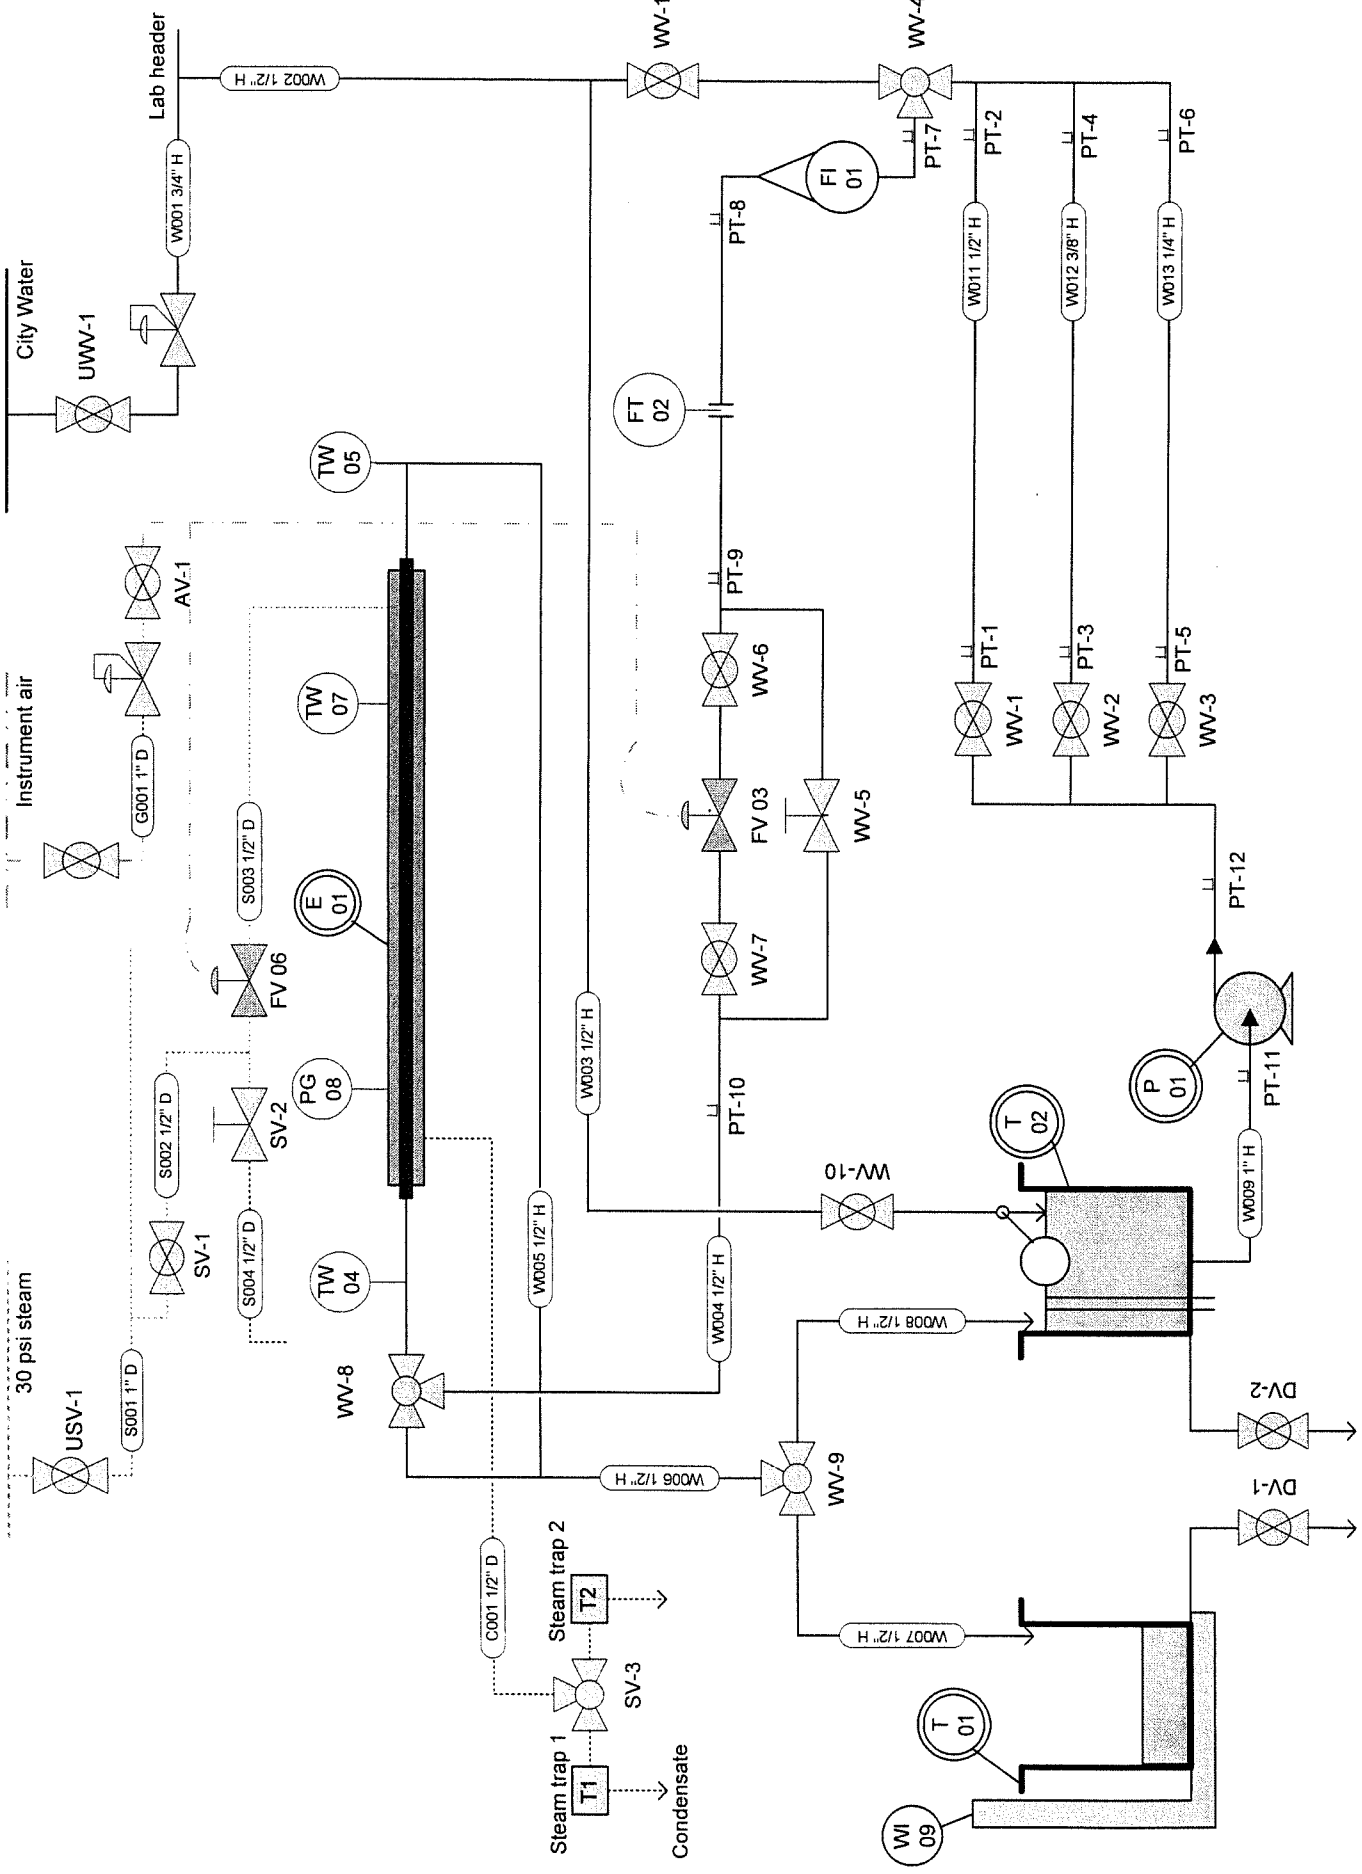 30 psi steam
Instrument air
City Water
USV-1
S001 1" D
SV-1
S002 1/2" D
S004 1/2" D
SV-2
FV 06
S003 1/2" D
G001 1" D
AV-1
UWV-1
W001 3/4" H
Lab header
W002 1/2" H
WV-8
TW
04
PG
08
E
01
TW
07
TW
05
C001 1/2" D
W005 1/2" H
W003 1/2" H
Steam trap 1
T1
Steam trap 2
T2
SV-3
Condensate
W006 1/2" H
W004 1/2" H
PT-10
WV-7
FV 03
WV-6
WV-5
PT-9
FT
02
PT-8
FI
01
PT-7
WV-9
W007 1/2" H
W008 1/2" H
WV-10
T
01
T
02
WI
09
DV-1
DV-2
W009 1" H
PT-11
P
01
PT-12
WV-1
PT-1
W011 1/2" H
PT-2
WV-2
PT-3
W012 3/8" H
PT-4
WV-3
PT-5
W013 1/4" H
PT-6